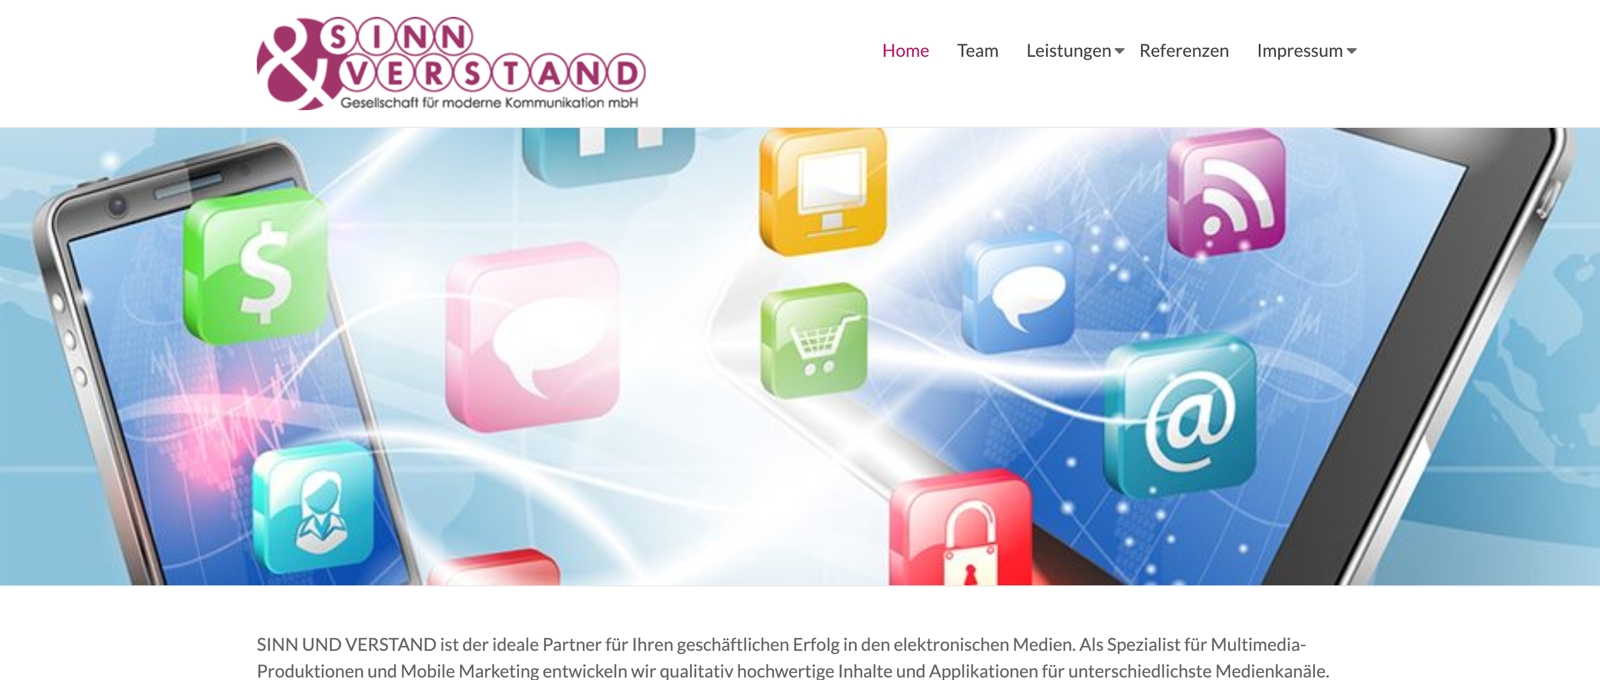 SINN
& VERSTAND
Gesellschaft für moderne Kommunikation mbH
Home Team Leistungen Referenzen Impressum
$
@
SINN UND VERSTAND ist der ideale Partner für Ihren geschäftlichen Erfolg in den elektronischen Medien. Als Spezialist für Multimedia-
Produktionen und Mobile Marketing entwickeln wir qualitativ hochwertige Inhalte und Applikationen für unterschiedlichste Medienkanäle.